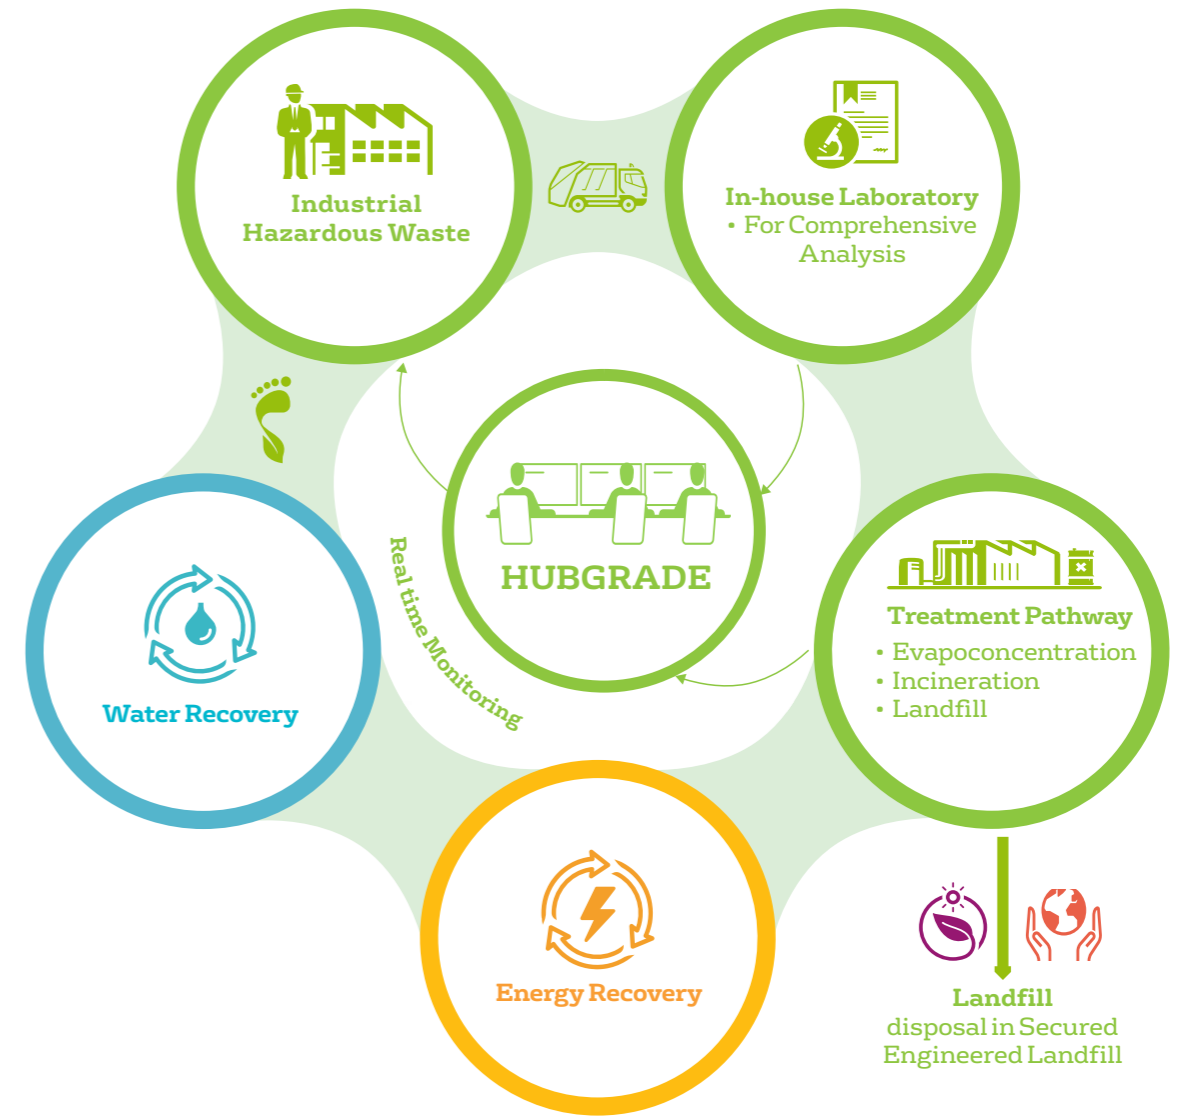 Industrial
Hazardous Waste
In-house Laboratory
• For Comprehensive
Analysis
HUBGRADE
Real time Monitoring
Treatment Pathway
• Evapoconcentration
• Incineration
• Landfill
Water Recovery
Energy Recovery
Landfill
disposal in Secured
Engineered Landfill